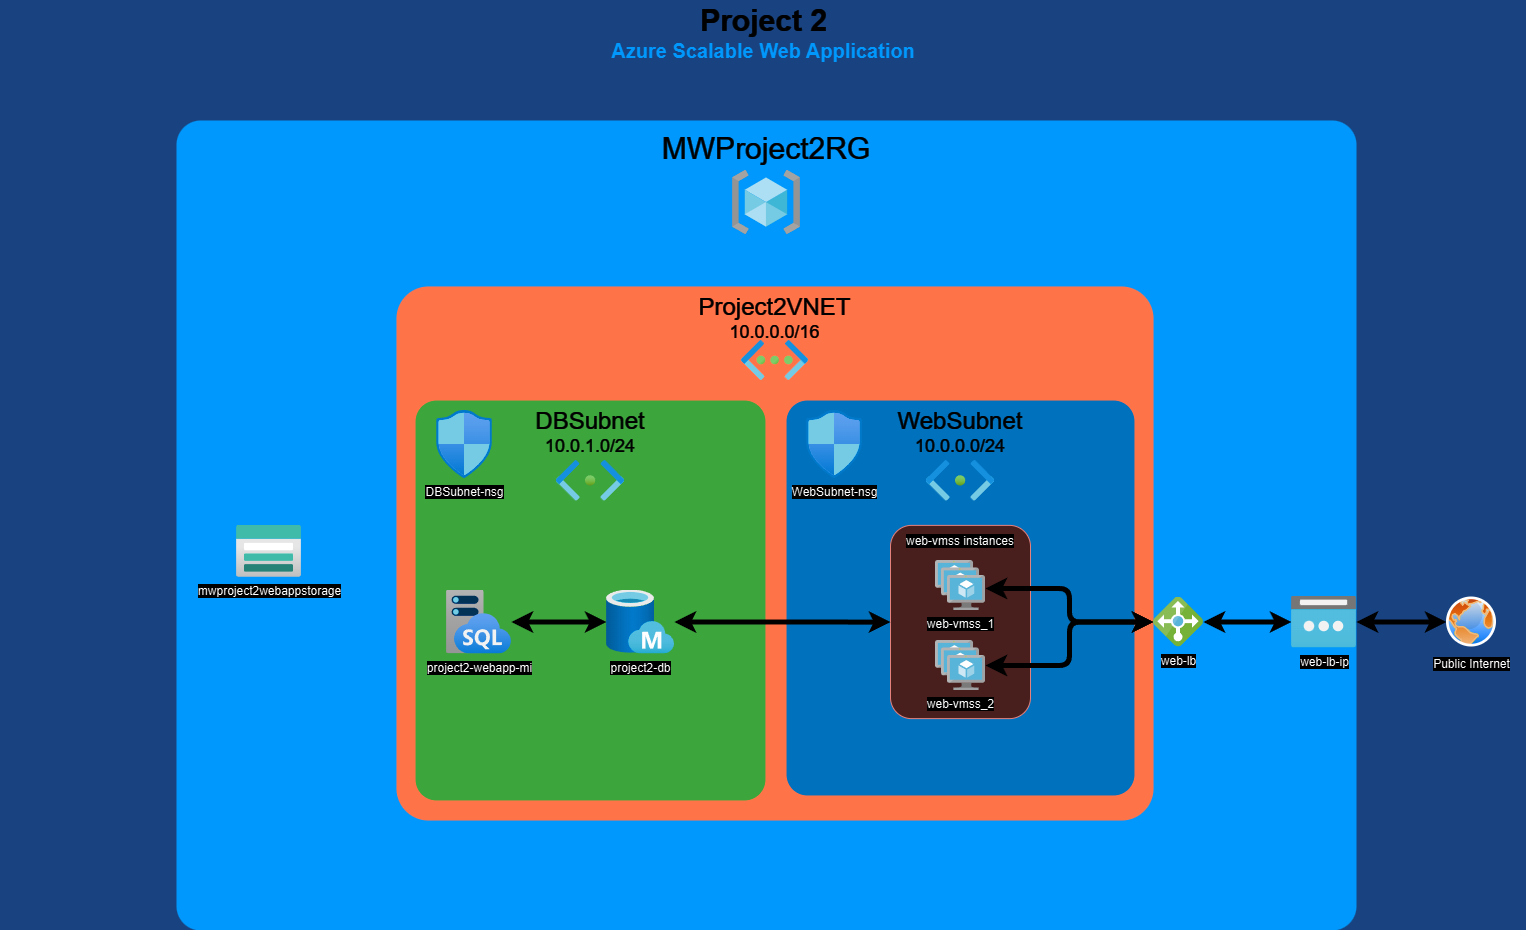 Project 2
Azure Scalable Web Application
MWProject2RG
Project2VNET
10.0.0.0/16
DBSubnet
10.0.1.0/24
DBSubnet-nsg
WebSubnet
10.0.0.0/24
WebSubnet-nsg
web-vmss instances
mwproject2webappstorage
SQL
project2-webapp-mi
M
project2-db
web-vmss_1
web-vmss_2
web-lb
web-lb-ip
Public Internet